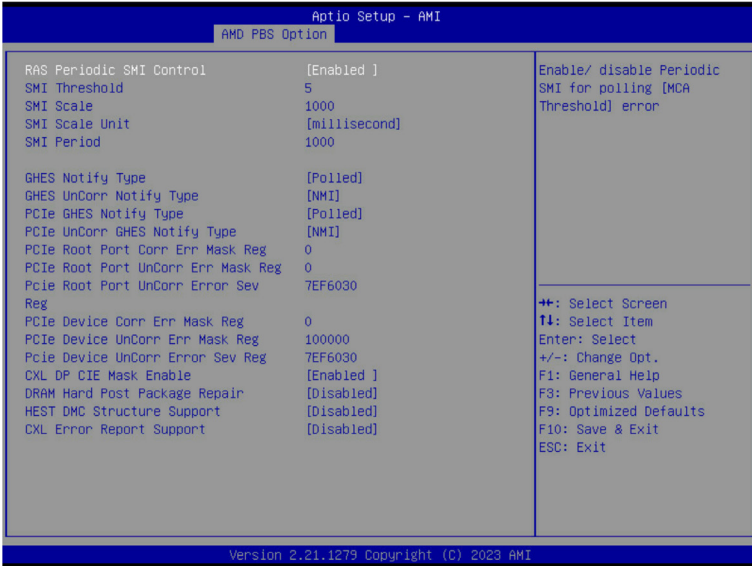 Aptio Setup – AMI
AMD PBS Option
RAS Periodic SMI Control [Enabled ]
SMI Threshold 5
SMI Scale 1000
SMI Scale Unit [millisecond]
SMI Period 1000
GHES Notify Type [Polled]
GHES UnCorr Notify Type [NMI]
PCIe GHES Notify Type [Polled]
PCIe UnCorr GHES Notify Type [NMI]
PCIe Root Port Corr Err Mask Reg 0
PCIe Root Port UnCorr Err Mask Reg 0
Pcie Root Port UnCorr Error Sev 7EF6030
Reg
PCIe Device Corr Err Mask Reg 0
PCIe Device UnCorr Err Mask Reg 100000
Pcie Device UnCorr Error Sev Reg 7EF6030
CXL DP CIE Mask Enable [Enabled ]
DRAM Hard Post Package Repair [Disabled]
HEST DMC Structure Support [Disabled]
CXL Error Report Support [Disabled]
Enable/ disable Periodic
SMI for polling [MCA
Threshold] error
→←: Select Screen
↑↓: Select Item
Enter: Select
+/-: Change Opt.
F1: General Help
F3: Previous Values
F9: Optimized Defaults
F10: Save & Exit
ESC: Exit
Version 2.21.1279 Copyright (C) 2023 AMI